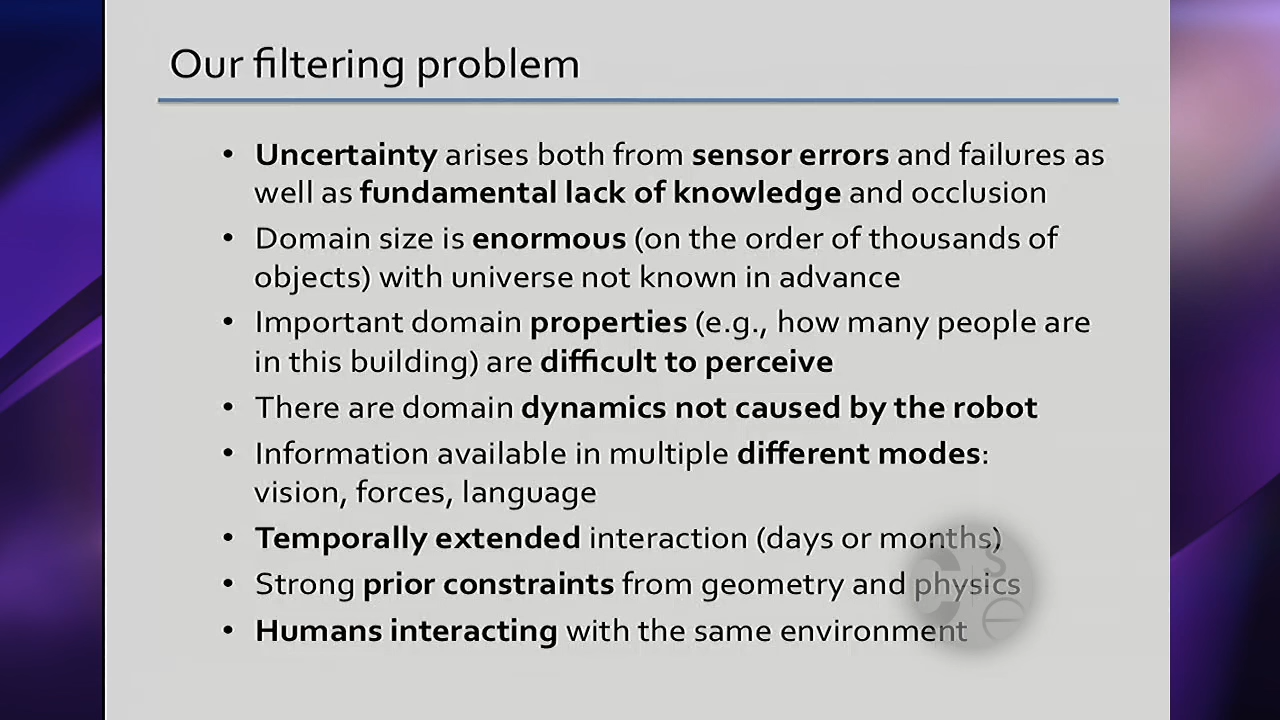 Our filtering problem
• Uncertainty arises both from sensor errors and failures as
well as fundamental lack of knowledge and occlusion
• Domain size is enormous (on the order of thousands of
objects) with universe not known in advance
• Important domain properties (e.g., how many people are
in this building) are difficult to perceive
• There are domain dynamics not caused by the robot
• Information available in multiple different modes:
vision, forces, language
• Temporally extended interaction (days or months)
• Strong prior constraints from geometry and physics
• Humans interacting with the same environment
C
S
e